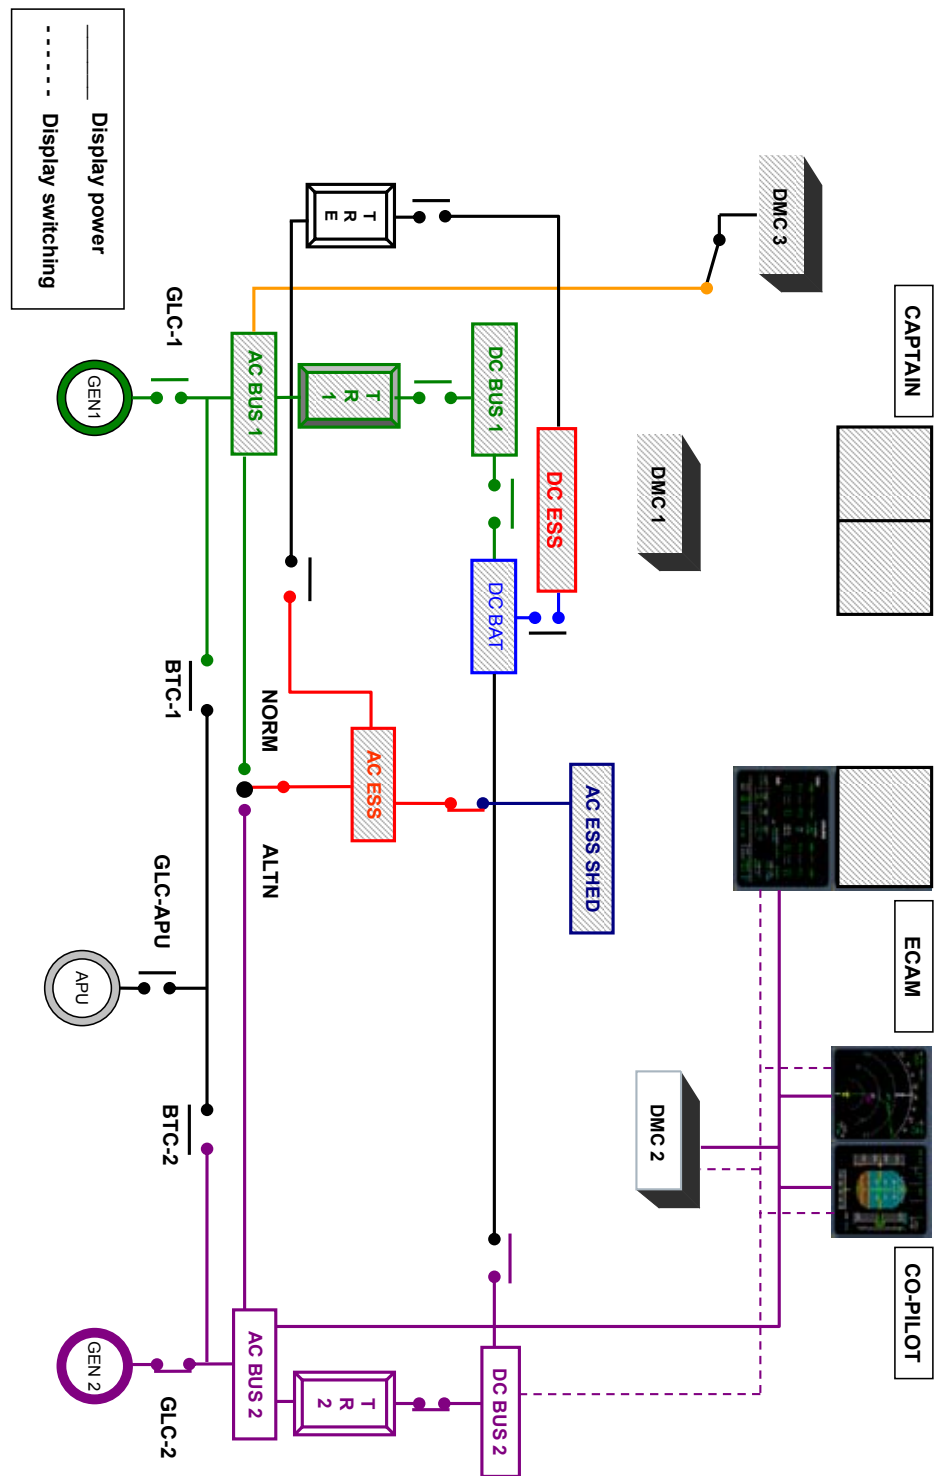 CAPTAIN
ECAM
CO-PILOT
DMC 3
DMC 1
DMC 2
AC ESS SHED
DC ESS
DC BUS 1
DC BAT
DC BUS 2
T
R
E
T
R
1
AC ESS
T
R
2
AC BUS 1
NORM
ALTN
AC BUS 2
GLC-1
BTC-1
GLC-APU
BTC-2
GLC-2
GEN1
APU
GEN 2
Display power
Display switching